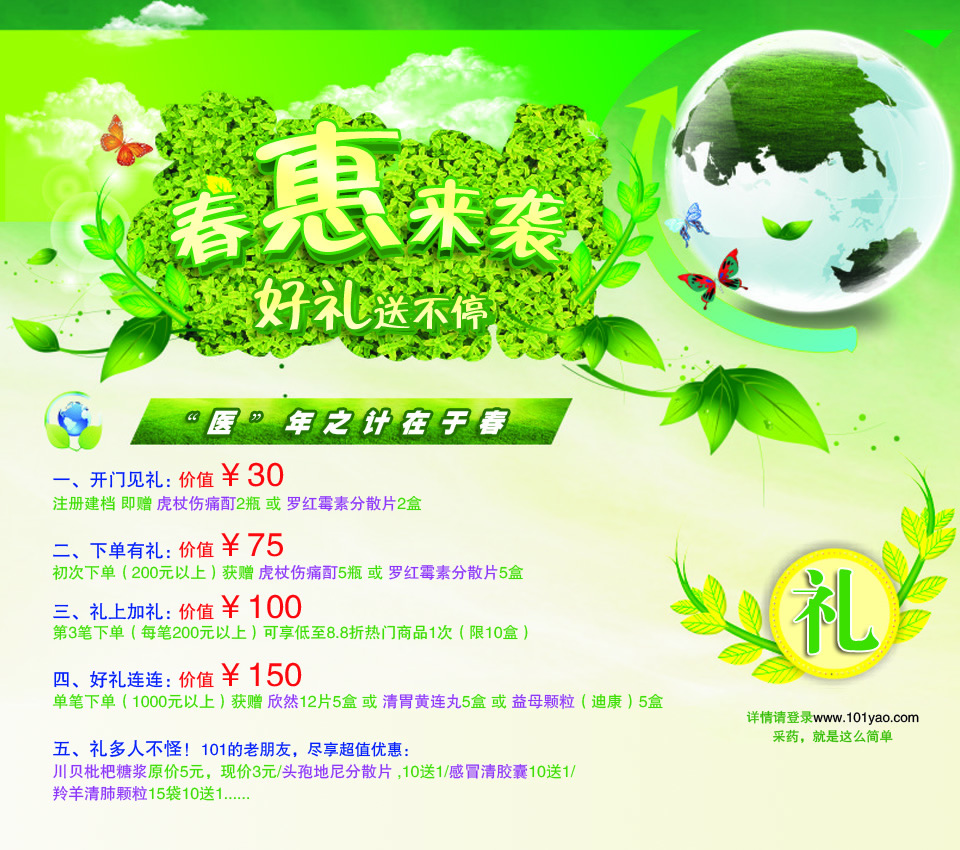 春惠来袭
好礼送不停
“医”年之计在于春
一、开门见礼：价值￥30
注册建档 即赠 虎杖伤痛酊2瓶 或 罗红霉素分散片2盒
二、下单有礼：价值￥75
初次下单（200元以上）获赠 虎杖伤痛酊5瓶 或 罗红霉素分散片5盒
三、礼上加礼：价值￥100
第3笔下单（每笔200元以上）可享低至8.8折热门商品1次（限10盒）
四、好礼连连：价值￥150
单笔下单（1000元以上）获赠 欣然12片5盒 或 清胃黄连丸5盒 或 益母颗粒（迪康）5盒
五、礼多人不怪！101的老朋友，尽享超值优惠：
川贝枇杷糖浆原价5元，现价3元/头孢地尼分散片 ,10送1/感冒清胶囊10送1/
羚羊清肺颗粒15袋10送1......
礼
详情请登录www.101yao.com
采药，就是这么简单